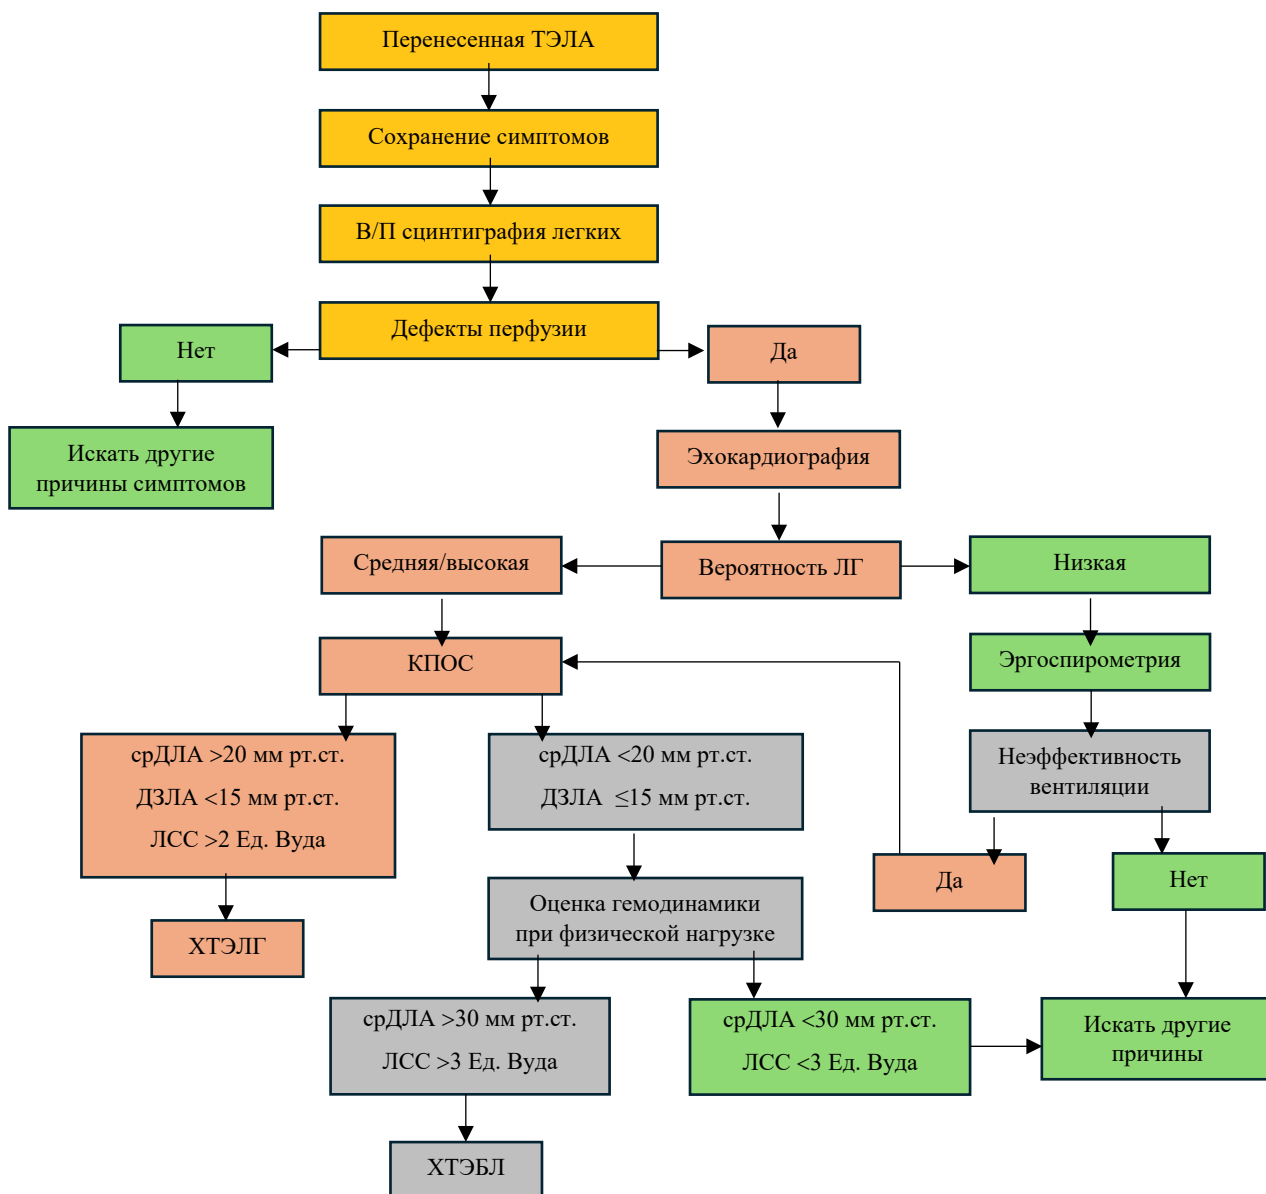 Перенесенная ТЭЛА
Сохранение симптомов
В/П сцинтиграфия легких
Дефекты перфузии
Нет
Да
Искать другие
причины симптомов
Эхокардиография
Средняя/высокая
Вероятность ЛГ
Низкая
КПОС
Эргоспирометрия
срДЛА >20 мм рт.ст.
ДЗЛА <15 мм рт.ст.
ЛСС >2 Ед. Вуда
срДЛА <20 мм рт.ст.
ДЗЛА ≤15 мм рт.ст.
Неэффективность
вентиляции
Да
Нет
ХТЭЛГ
Оценка гемодинамики
при физической нагрузке
срДЛА >30 мм рт.ст.
ЛСС >3 Ед. Вуда
срДЛА <30 мм рт.ст.
ЛСС <3 Ед. Вуда
Искать другие
причины
ХТЭБЛ